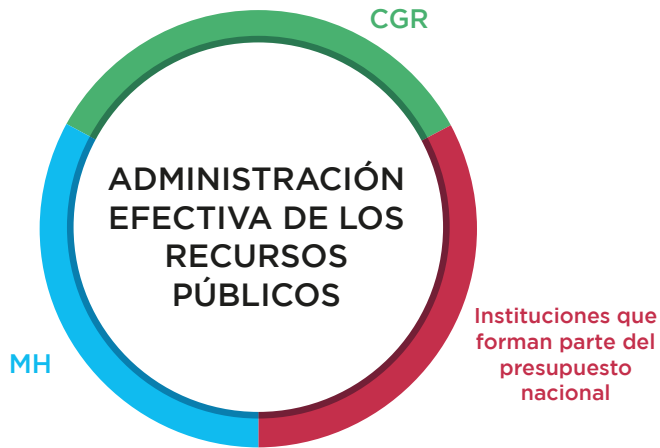 CGR
ADMINISTRACIÓN
EFECTIVA DE LOS
RECURSOS
PÚBLICOS
Instituciones que
forman parte del
presupuesto
nacional
MH